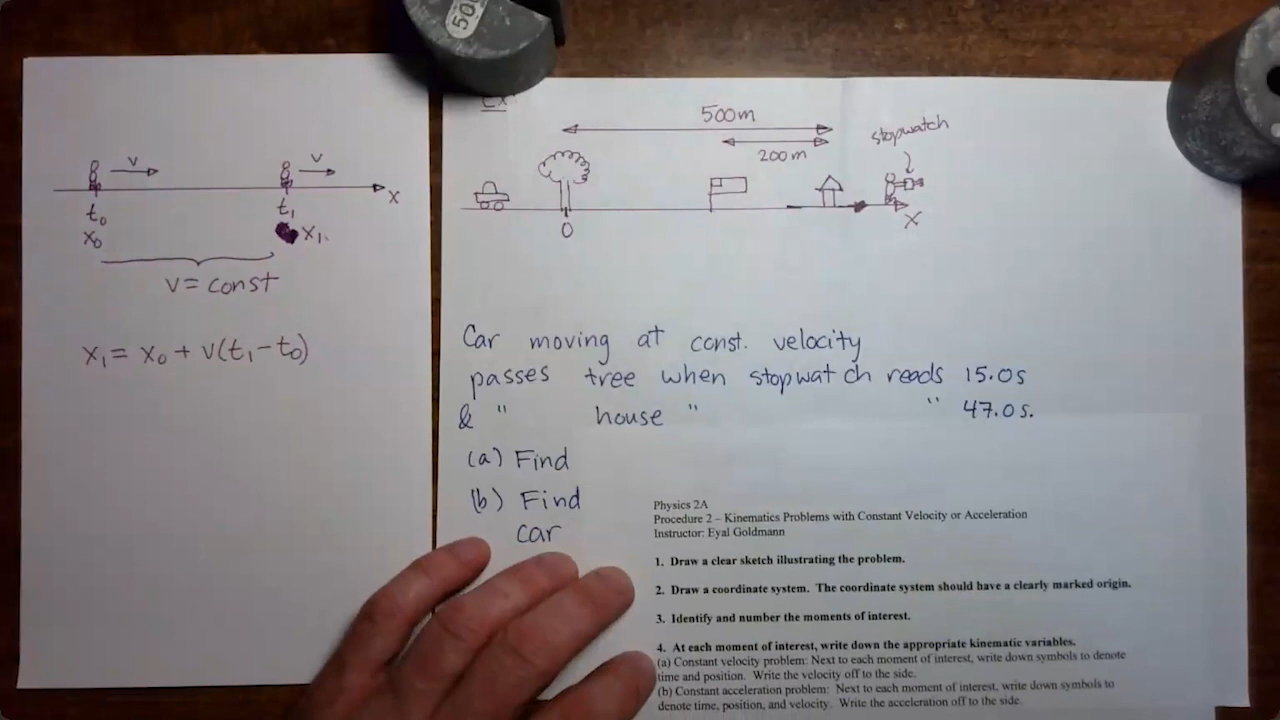 50
Ex
500m
200m
stopwatch
v
v
x
t₀
t₁
x₀
x₁
v = const
x₁ = x₀ + v(t₁ - t₀)
0
x
Car moving at const. velocity
passes tree when stopwatch reads 15.0s
& " house " " 47.0s.
(a) Find
(b) Find
car
Physics 2A
Procedure 2 – Kinematics Problems with Constant Velocity or Acceleration
Instructor: Eyal Goldmann
1. Draw a clear sketch illustrating the problem.
2. Draw a coordinate system. The coordinate system should have a clearly marked origin.
3. Identify and number the moments of interest.
4. At each moment of interest, write down the appropriate kinematic variables.
(a) Constant velocity problem: Next to each moment of interest, write down symbols to denote
time and position. Write the velocity off to the side.
(b) Constant acceleration problem: Next to each moment of interest, write down symbols to
denote time, position, and velocity. Write the acceleration off to the side.